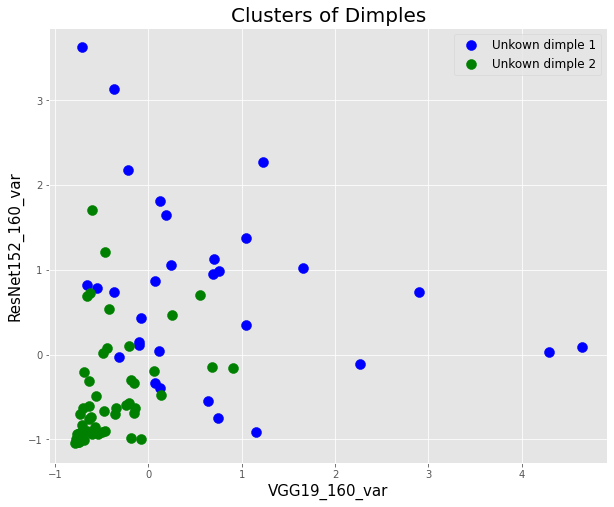 Clusters of Dimples
Unkown dimple 1
Unkown dimple 2
ResNet152_160_var
3
2
1
0
−1
−1
0
1
2
3
4
VGG19_160_var